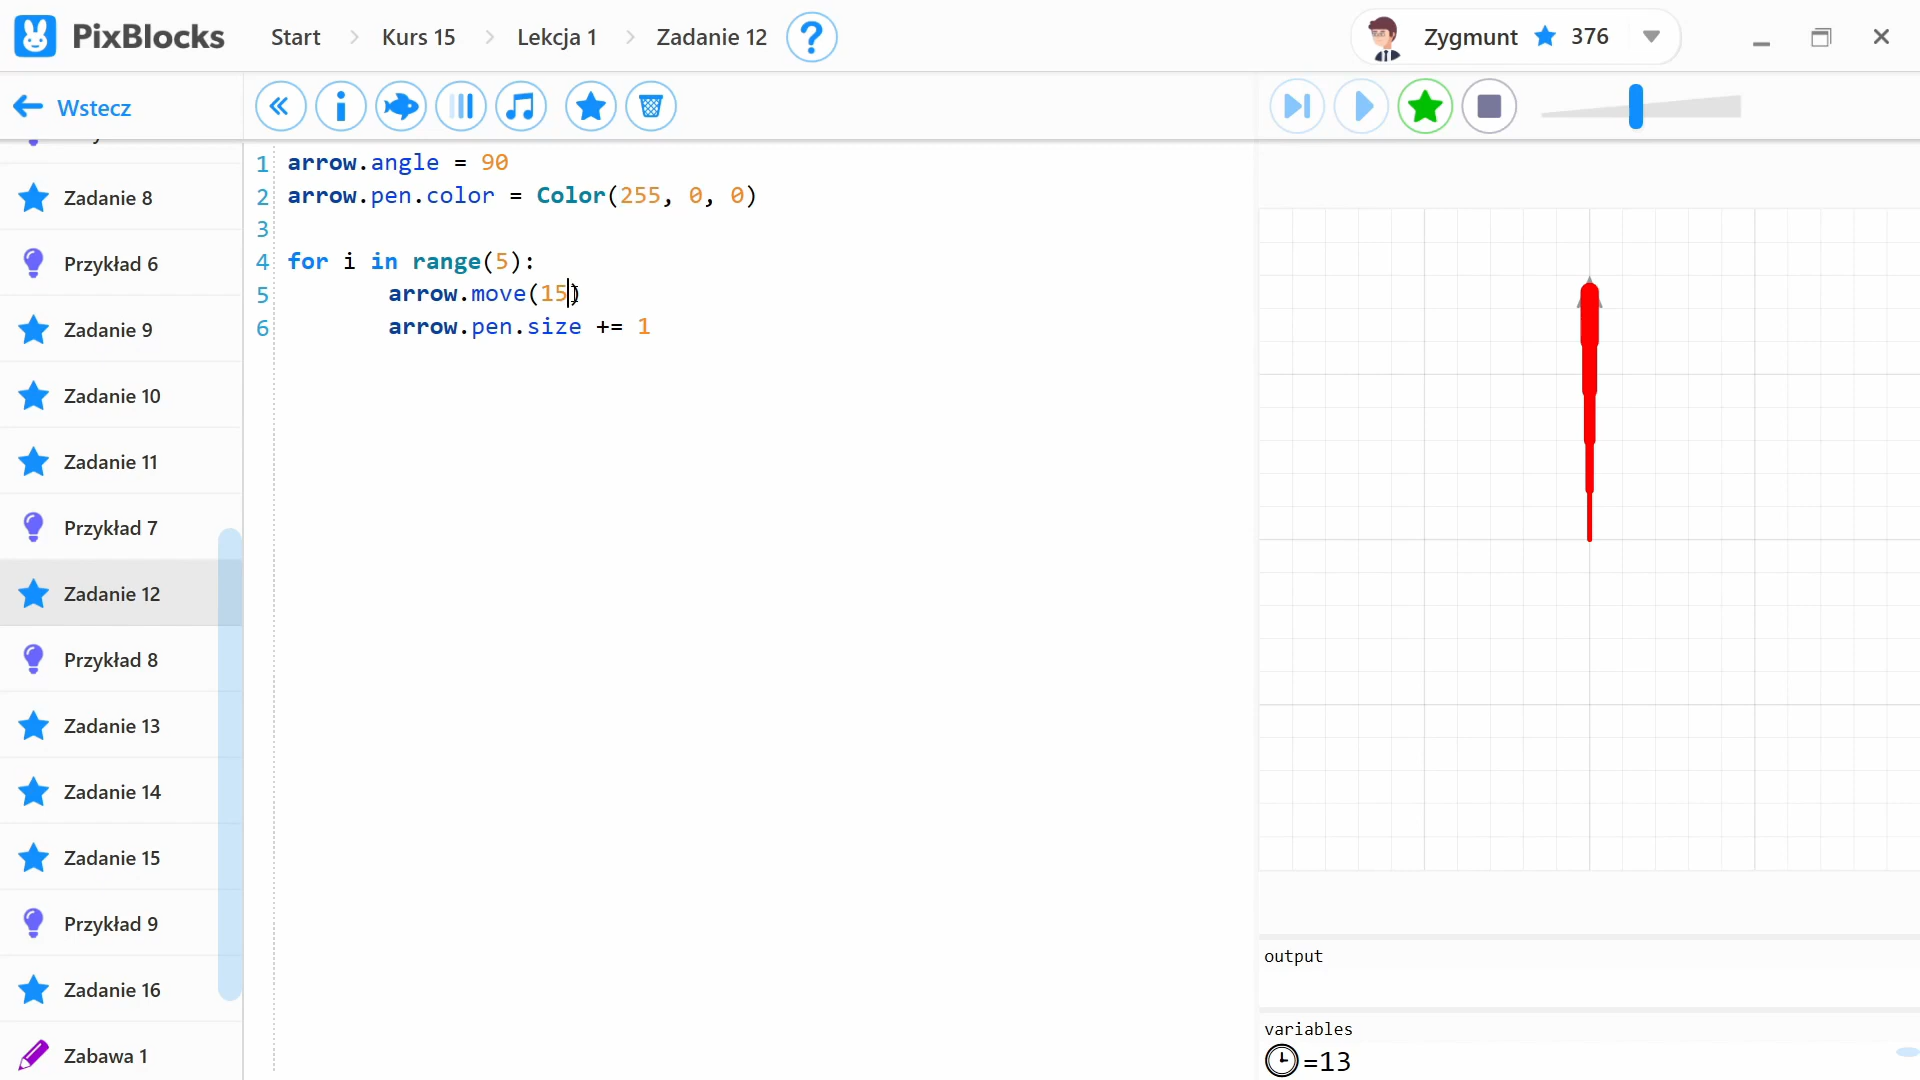 PixBlocks Start Kurs 15 Lekcja 1 Zadanie 12 ? Zygmunt 376
Wstecz
Zadanie 8
Przykład 6
Zadanie 9
Zadanie 10
Zadanie 11
Przykład 7
Zadanie 12
Przykład 8
Zadanie 13
Zadanie 14
Zadanie 15
Przykład 9
Zadanie 16
Zabawa 1
1 arrow.angle = 90
2 arrow.pen.color = Color(255, 0, 0)
3
4 for i in range(5):
5 arrow.move(15)
6 arrow.pen.size += 1
output
variables
=13